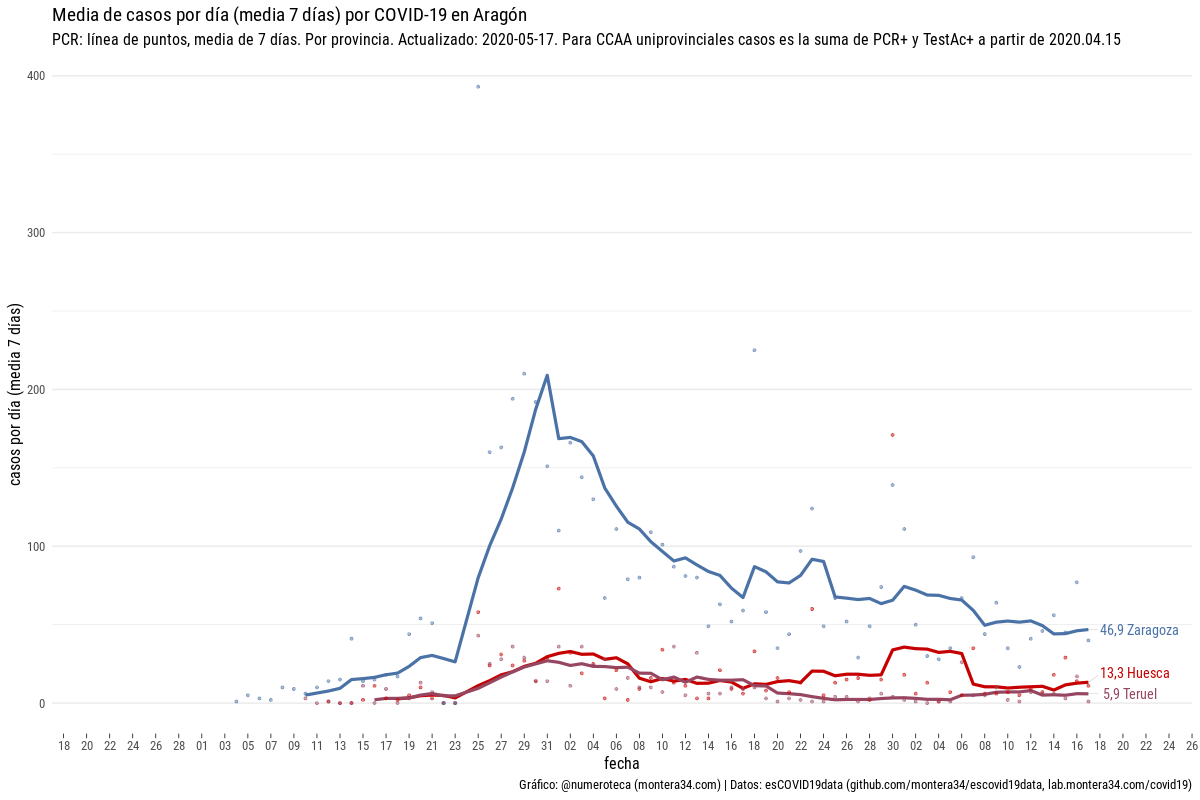 Media de casos por día (media 7 días) por COVID-19 en Aragón
PCR: línea de puntos, media de 7 días. Por provincia. Actualizado: 2020-05-17. Para CCAA uniprovinciales casos es la suma de PCR+ y TestAc+ a partir de 2020.04.15
400
300
200
100
0
casos por día (media 7 días)
46,9 Zaragoza
13,3 Huesca
5,9 Teruel
18 20 22 24 26 28 01 03 05 07 09 11 13 15 17 19 21 23 25 27 29 31 02 04 06 08 10 12 14 16 18 20 22 24 26 28 30 02 04 06 08 10 12 14 16 18 20 22 24 26
fecha
Gráfico: @numeroteca (montera34.com) | Datos: esCOVID19data (github.com/montera34/escovid19data, lab.montera34.com/covid19)